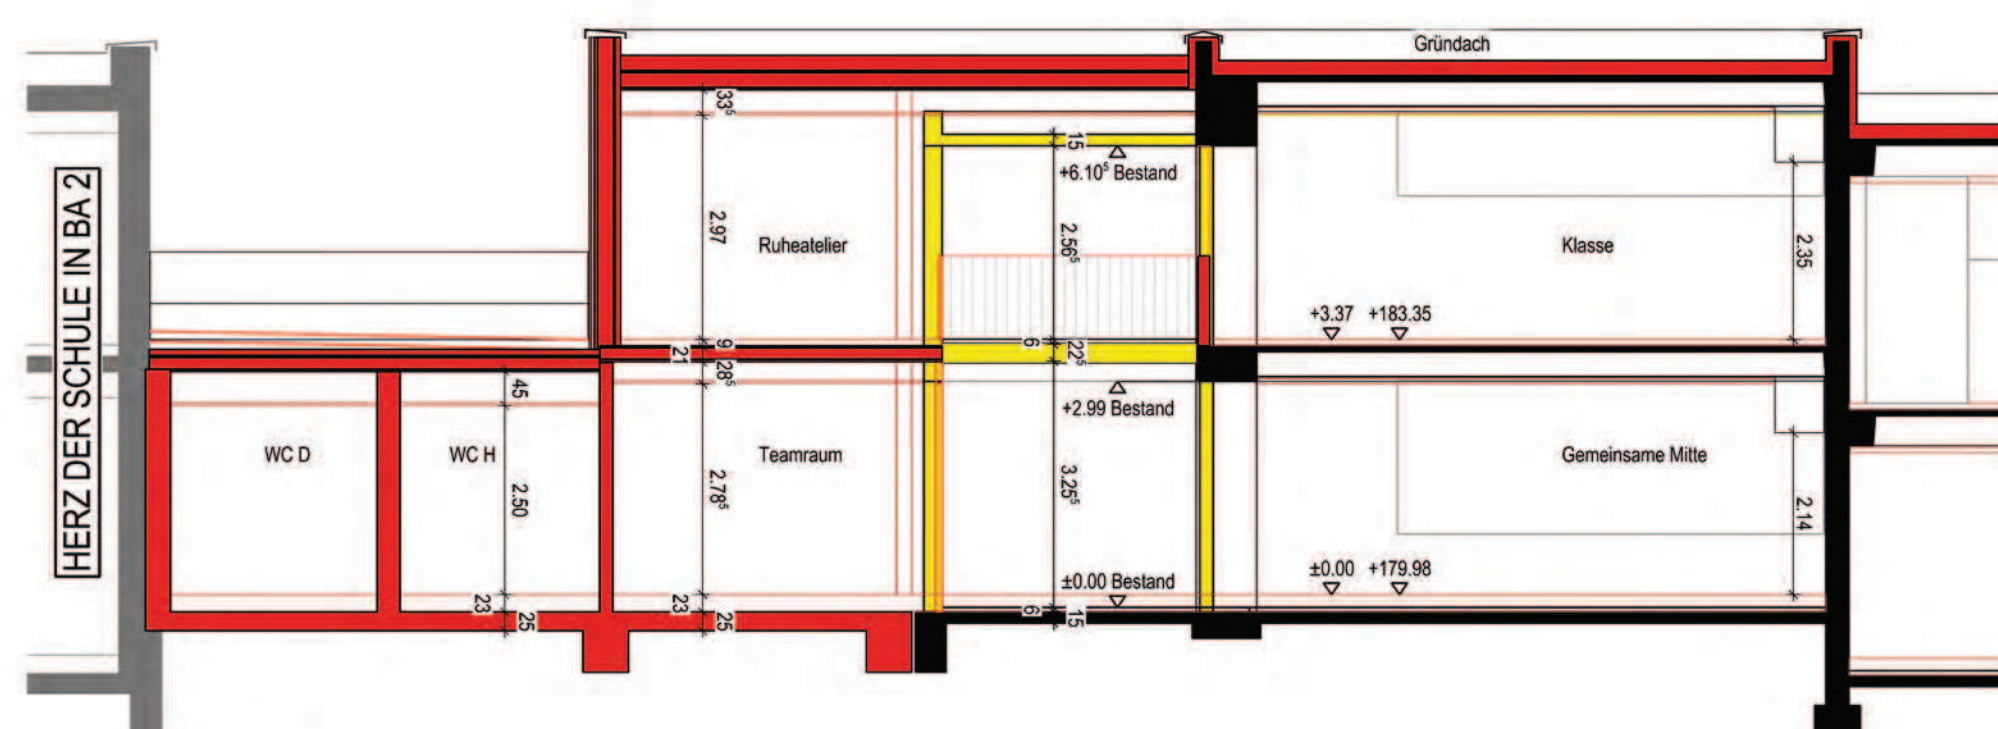 Gründach
HERZ DER SCHULE IN BA 2
33⁵
2.97
Ruheatelier
15
+6.10⁵ Bestand
2.56⁵
Klasse
2.35
+3.37 +183.35
9
21
28⁵
6
22⁵
+2.99 Bestand
45
WC D
WC H
2.50
Teamraum
2.78⁵
3.25⁵
Gemeinsame Mitte
2.14
±0.00 Bestand
±0.00 +179.98
23
25
23
25
6
15